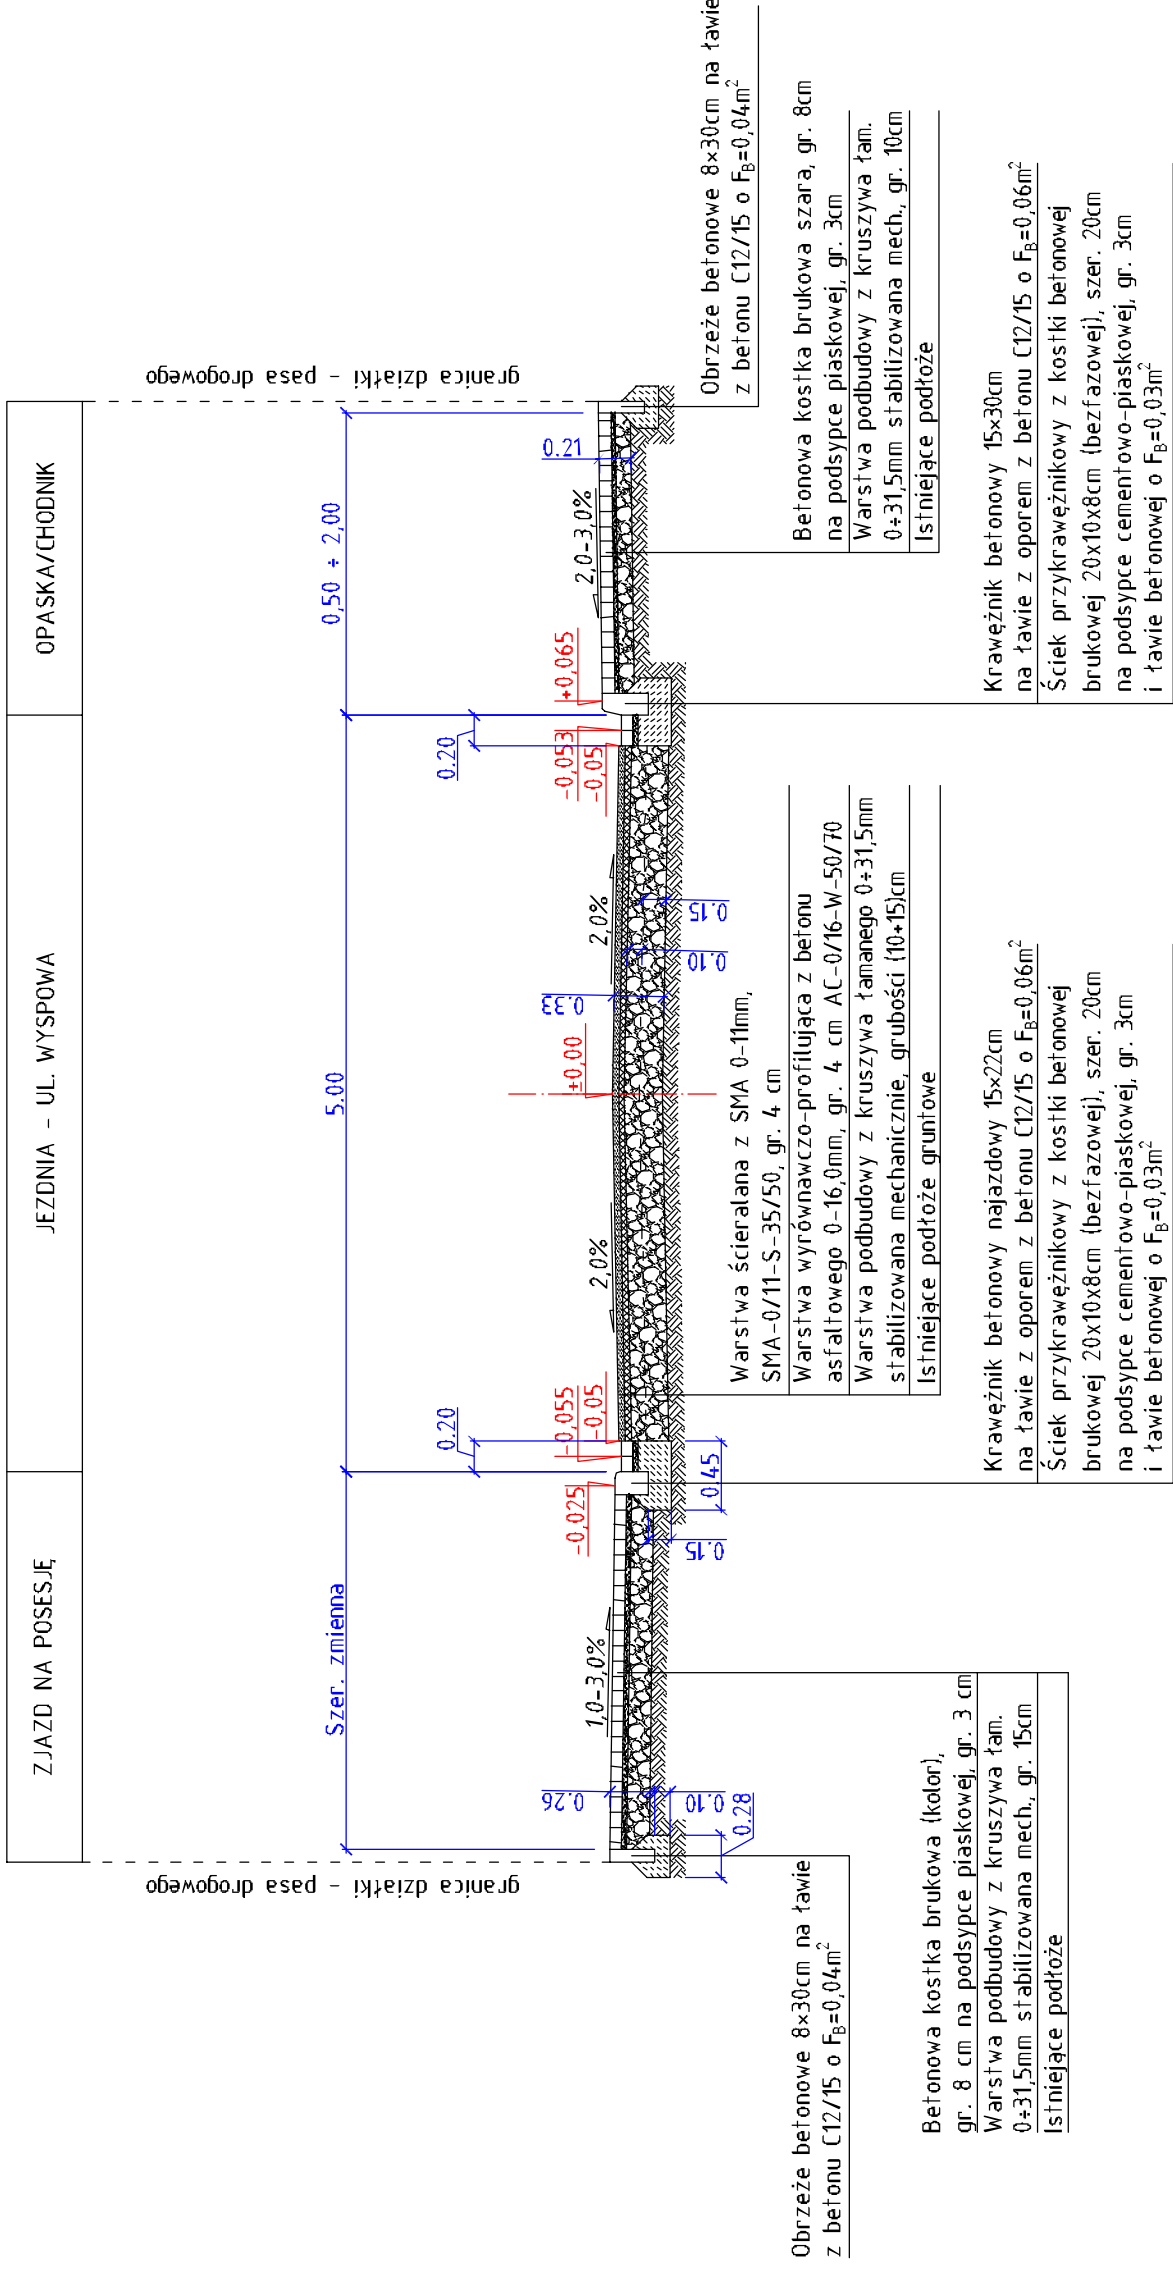 ZJAZD NA POSESJĘ
JEZDNIA - UL. WYSPOWA
OPASKA/CHODNIK
granica działki - pasa drogowego
granica działki - pasa drogowego
Szer. zmienna
5.00
0,50 ÷ 2,00
0.20
0.20
-0,025
-0,055
-0,05
±0,00
-0,053
-0,05
+0,065
1,0-3,0%
2,0%
2,0%
2,0-3,0%
0.26
0.10
0.28
0.15
0.45
0.33
0.10
0.15
0.21
Obrzeże betonowe 8×30cm na ławie
z betonu C12/15 o FB=0,04m²
Betonowa kostka brukowa (kolor),
gr. 8 cm na podsypce piaskowej, gr. 3 cm
Warstwa podbudowy z kruszywa łam.
0÷31,5mm stabilizowana mech., gr. 15cm
Istniejące podłoże
Warstwa ścieralana z SMA 0-11mm,
SMA-0/11-S-35/50, gr. 4 cm
Warstwa wyrównawczo-profilująca z betonu
asfaltowego 0-16,0mm, gr. 4 cm AC-0/16-W-50/70
Warstwa podbudowy z kruszywa łamanego 0÷31,5mm
stabilizowana mechanicznie, grubości (10+15)cm
Istniejące podłoże gruntowe
Krawężnik betonowy najazdowy 15×22cm
na ławie z oporem z betonu C12/15 o FB=0,06m²
Ściek przykrawężnikowy z kostki betonowej
brukowej 20x10x8cm (bezfazowej), szer. 20cm
na podsypce cementowo-piaskowej, gr. 3cm
i ławie betonowej o FB=0,03m²
Obrzeże betonowe 8×30cm na ławie
z betonu C12/15 o FB=0,04m²
Betonowa kostka brukowa szara, gr. 8cm
na podsypce piaskowej, gr. 3cm
Warstwa podbudowy z kruszywa łam.
0÷31,5mm stabilizowana mech., gr. 10cm
Istniejące podłoże
Krawężnik betonowy 15×30cm
na ławie z oporem z betonu C12/15 o FB=0,06m²
Ściek przykrawężnikowy z kostki betonowej
brukowej 20x10x8cm (bezfazowej), szer. 20cm
na podsypce cementowo-piaskowej, gr. 3cm
i ławie betonowej o FB=0,03m²